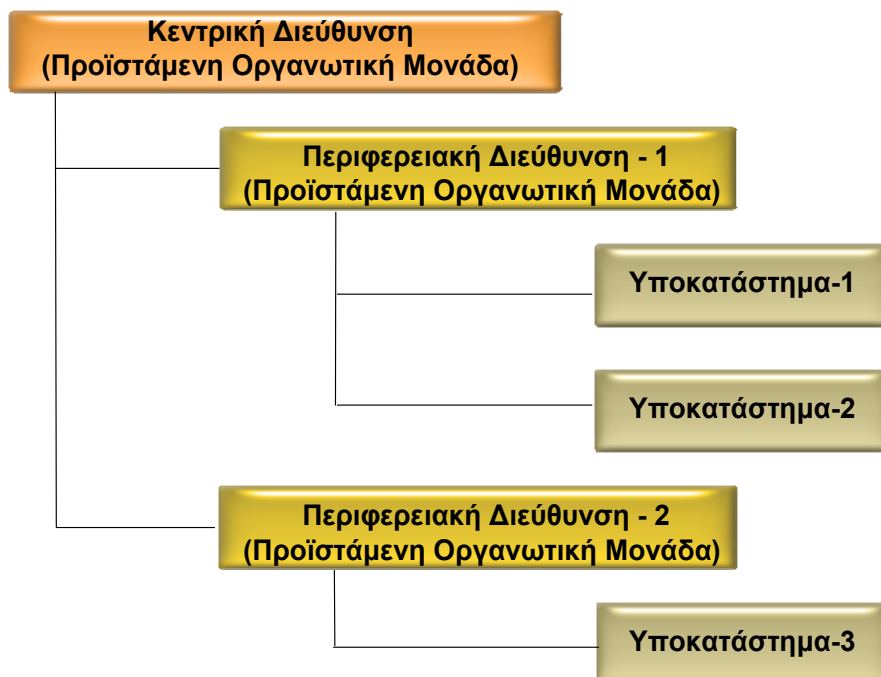 Κεντρική Διεύθυνση
(Προϊστάμενη Οργανωτική Μονάδα)
Περιφερειακή Διεύθυνση - 1
(Προϊστάμενη Οργανωτική Μονάδα)
Υποκατάστημα-1
Υποκατάστημα-2
Περιφερειακή Διεύθυνση - 2
(Προϊστάμενη Οργανωτική Μονάδα)
Υποκατάστημα-3